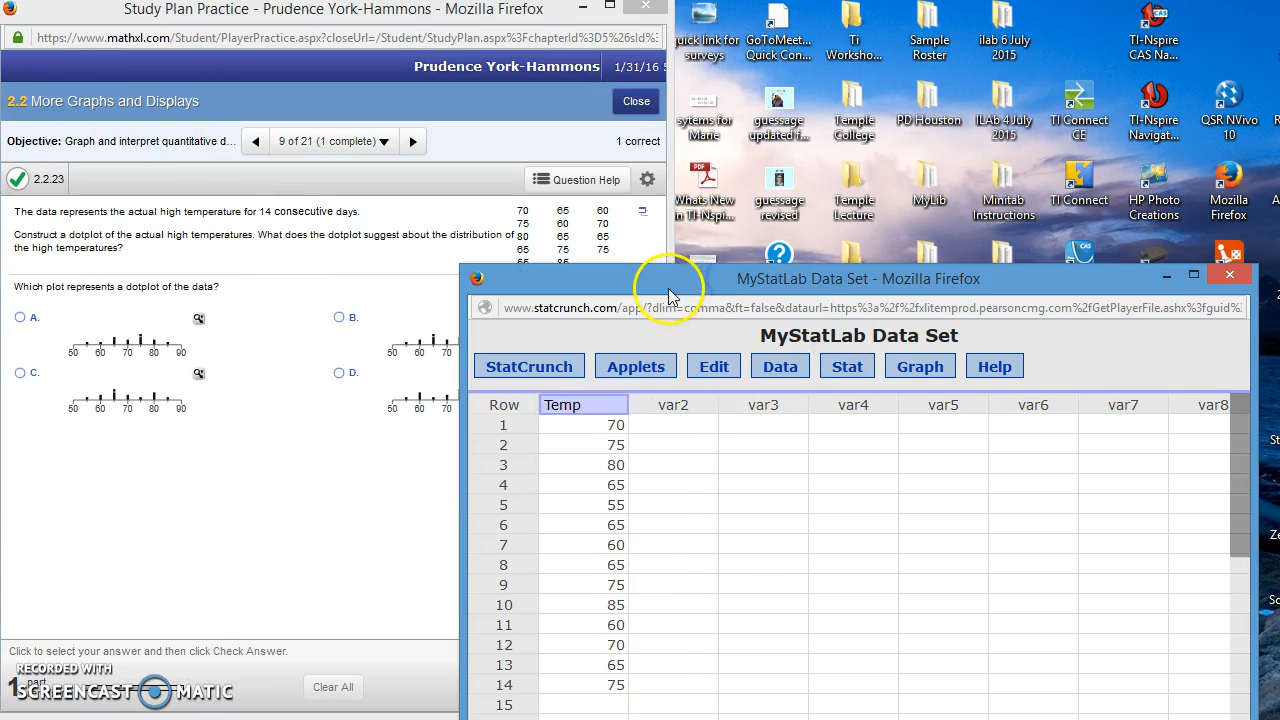 Study Plan Practice - Prudence York-Hammons - Mozilla Firefox
https://www.mathxl.com/Student/PlayerPractice.aspx?closeUrl=/Student/StudyPlan.aspx%3FchapterId%3D5%26sId%3
Prudence York-Hammons 1/31/16
2.2 More Graphs and Displays
Close
Objective: Graph and interpret quantitative d...
9 of 21 (1 complete)
1 correct
2.2.23
Question Help
The data represents the actual high temperature for 14 consecutive days.
Construct a dotplot of the actual high temperatures. What does the dotplot suggest about the distribution of
the high temperatures?
70 65 60
75 60 70
80 65 65
65 75 75
55 85
Which plot represents a dotplot of the data?
A.
50 60 70 80 90
B.
50 60 70
C.
50 60 70 80 90
D.
50 60 70
Click to select your answer and then click Check Answer.
RECORDED WITH
SCREENCAST MATIC
1 part
Clear All
quick link for surveys
GoToMeet... Quick Con...
Ti Worksho...
Sample Roster
ilab 6 July 2015
TI-Nspire CAS Na...
sytems for Marie
guessage updated f...
Temple College
PD Houston
ILAb 4 July 2015
TI Connect CE
TI-Nspire Navigat...
QSR NVivo 10
PDF
Whats New in TI-Nspi...
guessage revised
Temple Lecture
MyLib
Minitab Instructions
TI Connect
HP Photo Creations
Mozilla Firefox
MyStatLab Data Set - Mozilla Firefox
www.statcrunch.com/app/?dlim=comma&ft=false&dataurl=https%3a%2f%2fxlitemprod.pearsoncmg.com%2fGetPlayerFile.ashx%3fguid%
MyStatLab Data Set
StatCrunch Applets Edit Data Stat Graph Help
Row Temp var2 var3 var4 var5 var6 var7 var8
1 70
2 75
3 80
4 65
5 55
6 65
7 60
8 65
9 75
10 85
11 60
12 70
13 65
14 75
15